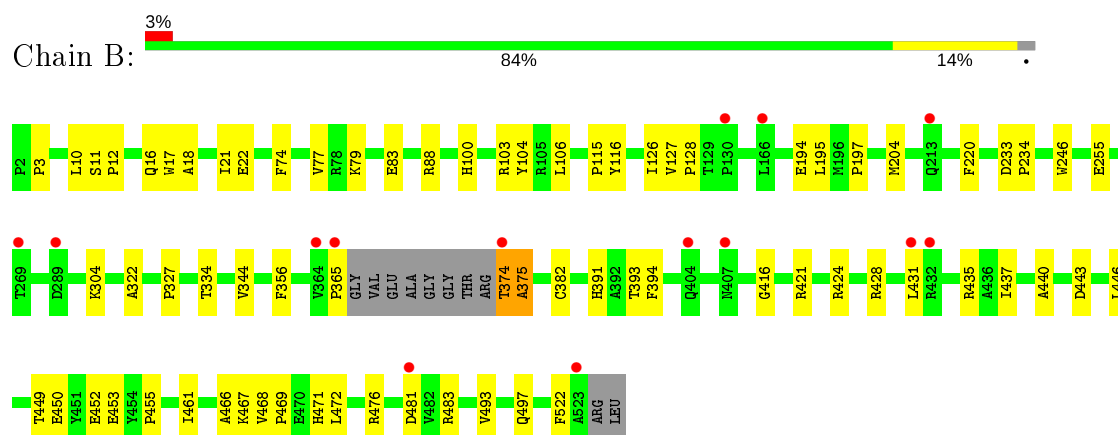 3%
Chain B:
84% 14% •
P2 P3 L10 S11 P12 Q16 W17 A18 I21 E22 F74 V77 R78 K79 E83 R88 H100 R103 Y104 R105 L106 P115 Y116 I126 V127 P128 T129 P130 L166 E194 L195 M196 P197 M204 Q213 F220 D233 P234 W246 E255
T269 D289 K304 A322 P327 T334 V344 F356 V364 P365 GLY VAL GLU ALA GLY GLY THR ARG T374 A375 C382 H391 A392 T393 F394 Q404 N407 G416 R421 R424 R428 L431 R432 R435 A436 I437 A440 D443 L446
T449 E450 Y451 E452 E453 Y454 P455 I461 A466 K467 V468 P469 E470 H471 L472 R476 D481 V482 R483 V493 Q497 F522 A523 ARG LEU